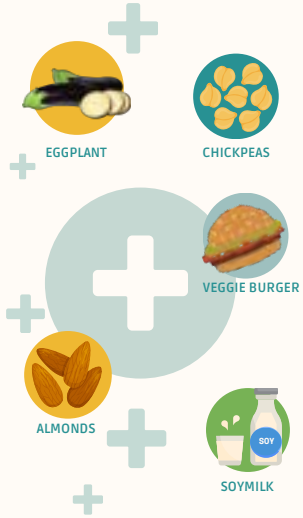 EGGPLANT
CHICKPEAS
VEGGIE BURGER
ALMONDS
SOY
SOYMILK